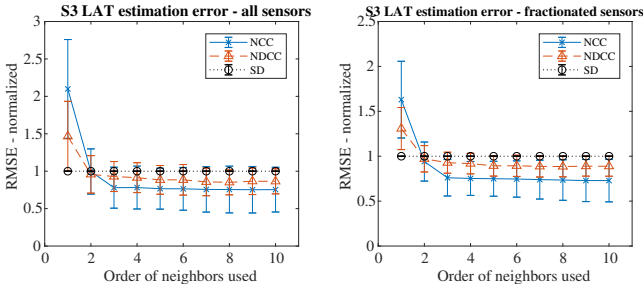 S3 LAT estimation error - all sensors
3
2.5
2
1.5
1
0.5
0
RMSE - normalized
NCC
NDCC
SD
0 2 4 6 8 10
Order of neighbors used
S3 LAT estimation error - fractionated sensors
2.5
2
1.5
1
0.5
0
RMSE - normalized
NCC
NDCC
SD
0 2 4 6 8 10
Order of neighbors used